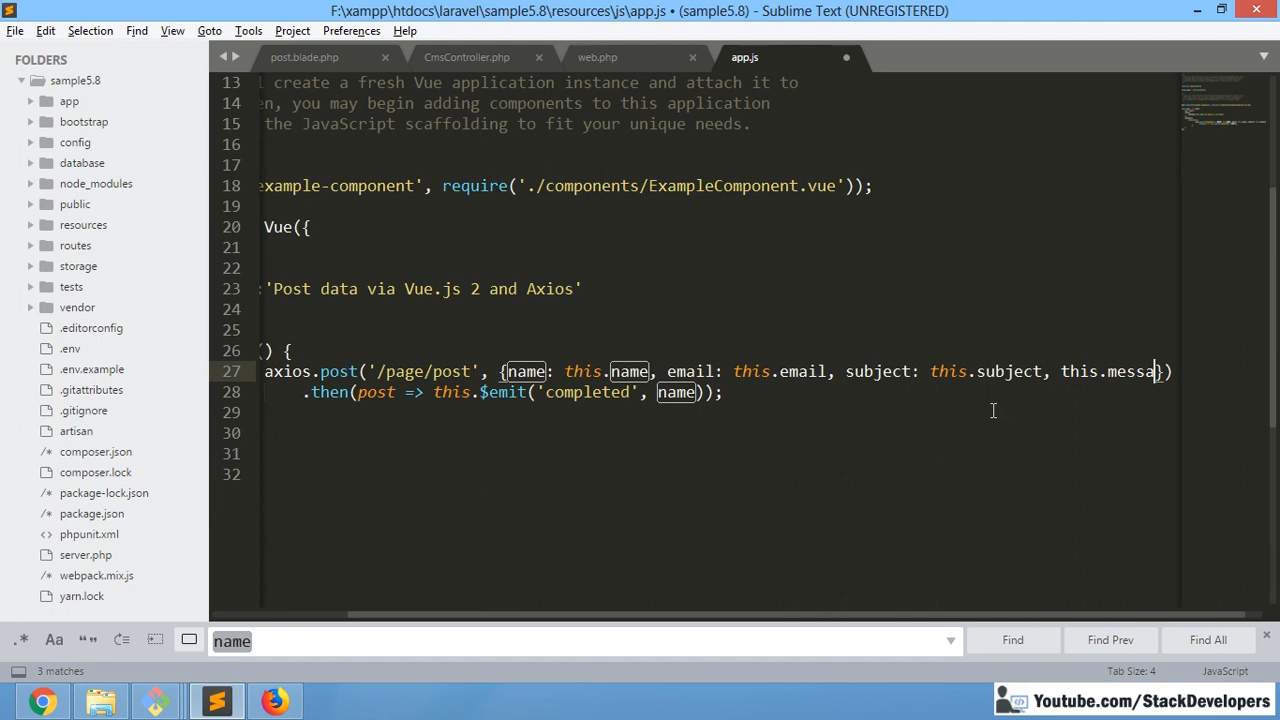 F:\xampp\htdocs\laravel\sample5.8\resources\js\app.js • (sample5.8) - Sublime Text (UNREGISTERED)
File Edit Selection Find View Goto Tools Project Preferences Help
FOLDERS
sample5.8
app
bootstrap
config
database
node_modules
public
resources
routes
storage
tests
vendor
.editorconfig
.env
.env.example
.gitattributes
.gitignore
artisan
composer.json
composer.lock
package-lock.json
package.json
phpunit.xml
server.php
webpack.mix.js
yarn.lock
post.blade.php CmsController.php web.php app.js
13 l create a fresh Vue application instance and attach it to
14 en, you may begin adding components to this application
15 the JavaScript scaffolding to fit your unique needs.
16
17
18 example-component', require('./components/ExampleComponent.vue'));
19
20 Vue({
21
22
23 :'Post data via Vue.js 2 and Axios'
24
25
26 () {
27 axios.post('/page/post', {name: this.name, email: this.email, subject: this.subject, this.messa})
28 .then(post => this.$emit('completed', name));
29
30
31
32
.* Aa “” name Find Find Prev Find All
3 matches Tab Size: 4 JavaScript
Youtube.com/StackDevelopers